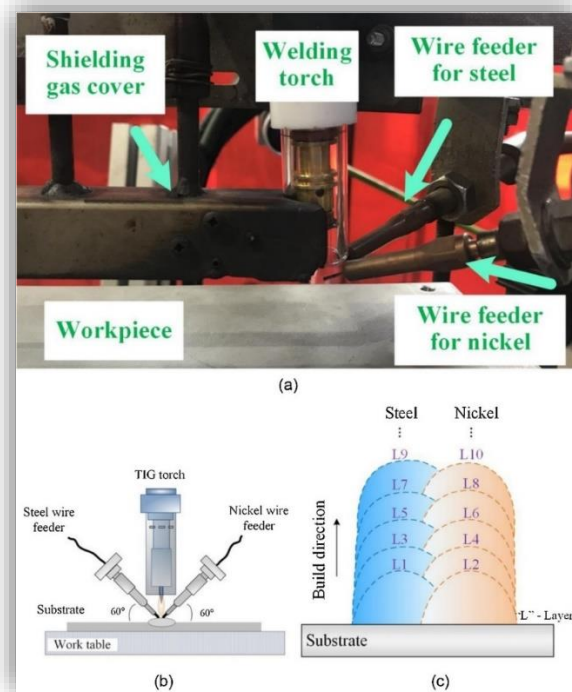 Shielding
gas cover
Welding
torch
Wire feeder
for steel
Workpiece
Wire feeder
for nickel
(a)
TIG torch
Steel wire
feeder
Nickel wire
feeder
Substrate
60°
60°
Work table
(b)
Steel
Nickel
⋮
⋮
L9
L10
L7
L8
L5
L6
L3
L4
L1
L2
Build direction
"L" - Layer
Substrate
(c)